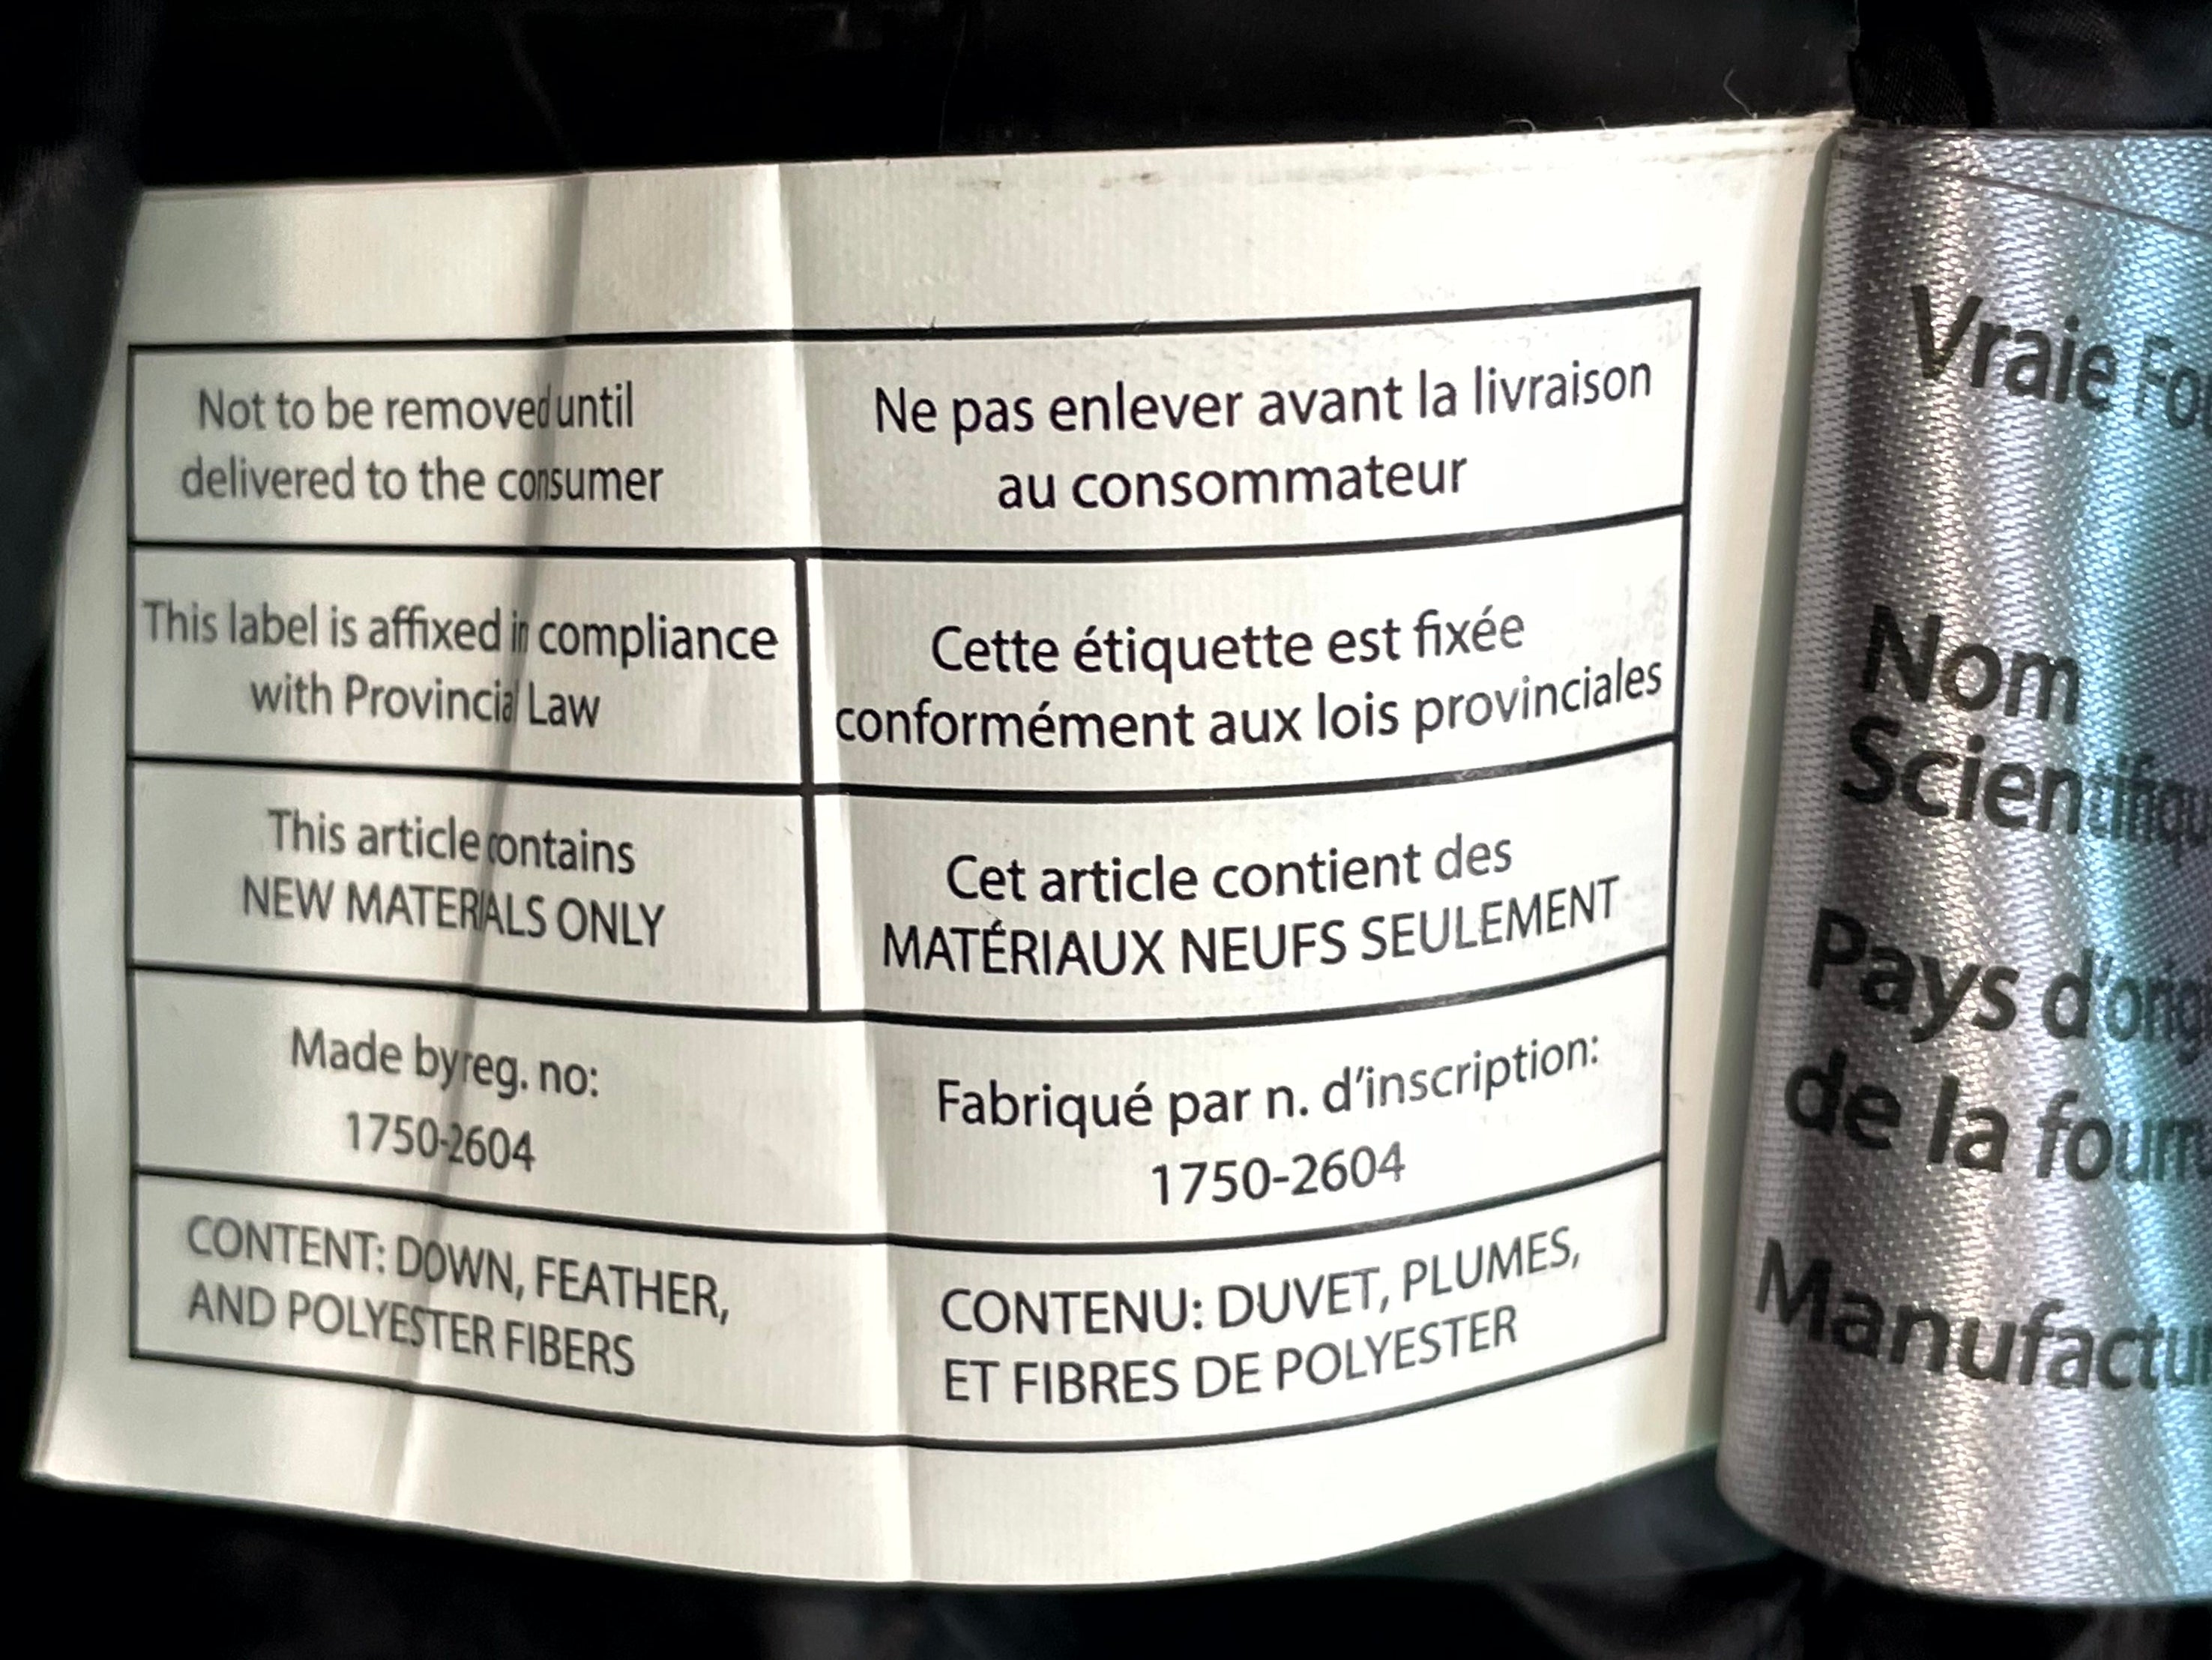 Not to be removed until
delivered to the consumer
Ne pas enlever avant la livraison
au consommateur
This label is affixed in compliance
with Provincial Law
Cette étiquette est fixée
conformément aux lois provinciales
This article contains
NEW MATERIALS ONLY
Cet article contient des
MATÉRIAUX NEUFS SEULEMENT
Made by reg. no:
1750-2604
Fabriqué par n. d'inscription:
1750-2604
CONTENT: DOWN, FEATHER,
AND POLYESTER FIBERS
CONTENU: DUVET, PLUMES,
ET FIBRES DE POLYESTER
Vraie
Nom
Pays
de la